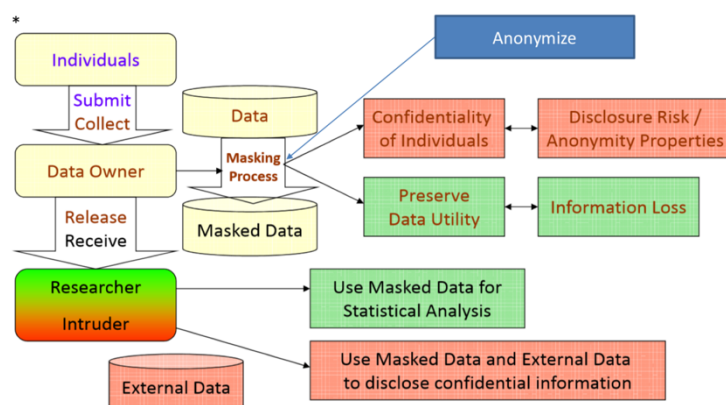 *
Anonymize
Individuals
Submit
Collect
Data
Confidentiality
of Individuals
Disclosure Risk /
Anonymity Properties
Masking
Process
Data Owner
Preserve
Data Utility
Information Loss
Release
Receive
Masked Data
Researcher
Intruder
Use Masked Data for
Statistical Analysis
Use Masked Data and External Data
to disclose confidential information
External Data